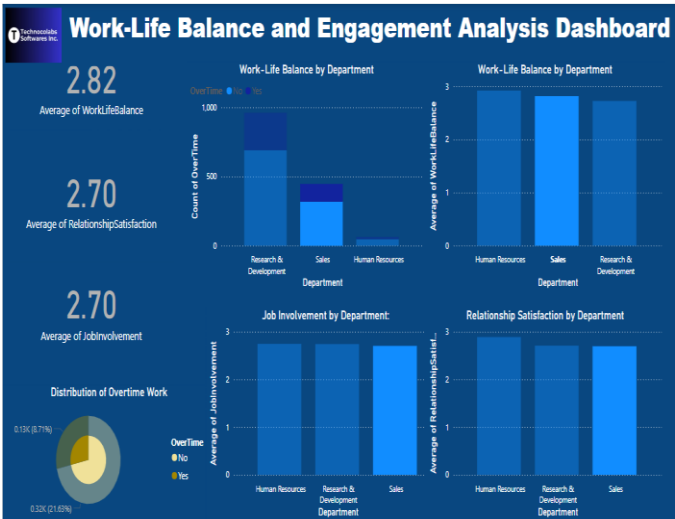 Technocolabs
Softwares Inc.
Work-Life Balance and Engagement Analysis Dashboard
2.82
Average of WorkLifeBalance
2.70
Average of RelationshipSatisfaction
2.70
Average of JobInvolvement
Distribution of Overtime Work
0.13K (8.71%)
0.32K (21.63%)
OverTime
No
Yes
Work-Life Balance by Department
OverTime No Yes
Count of OverTime
1,000
500
0
Research &
Development
Sales
Human Resources
Department
Work-Life Balance by Department
Average of WorkLifeBalance
3
2
1
0
Human Resources
Sales
Research &
Development
Department
Job Involvement by Department:
Average of JobInvolvement
3
2
1
0
Human Resources
Research &
Development
Sales
Department
Relationship Satisfaction by Department
Average of RelationshipSatisf...
3
2
1
0
Human Resources
Research &
Development
Sales
Department